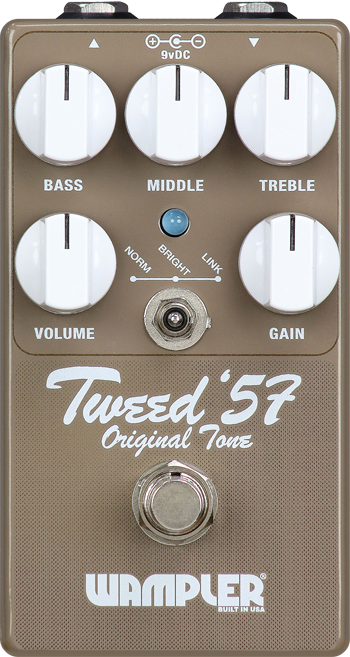 9vDC
BASS MIDDLE TREBLE
NORM BRIGHT LINK
VOLUME GAIN
Tweed '57
Original Tone
WAMPLER®
BUILT IN USA